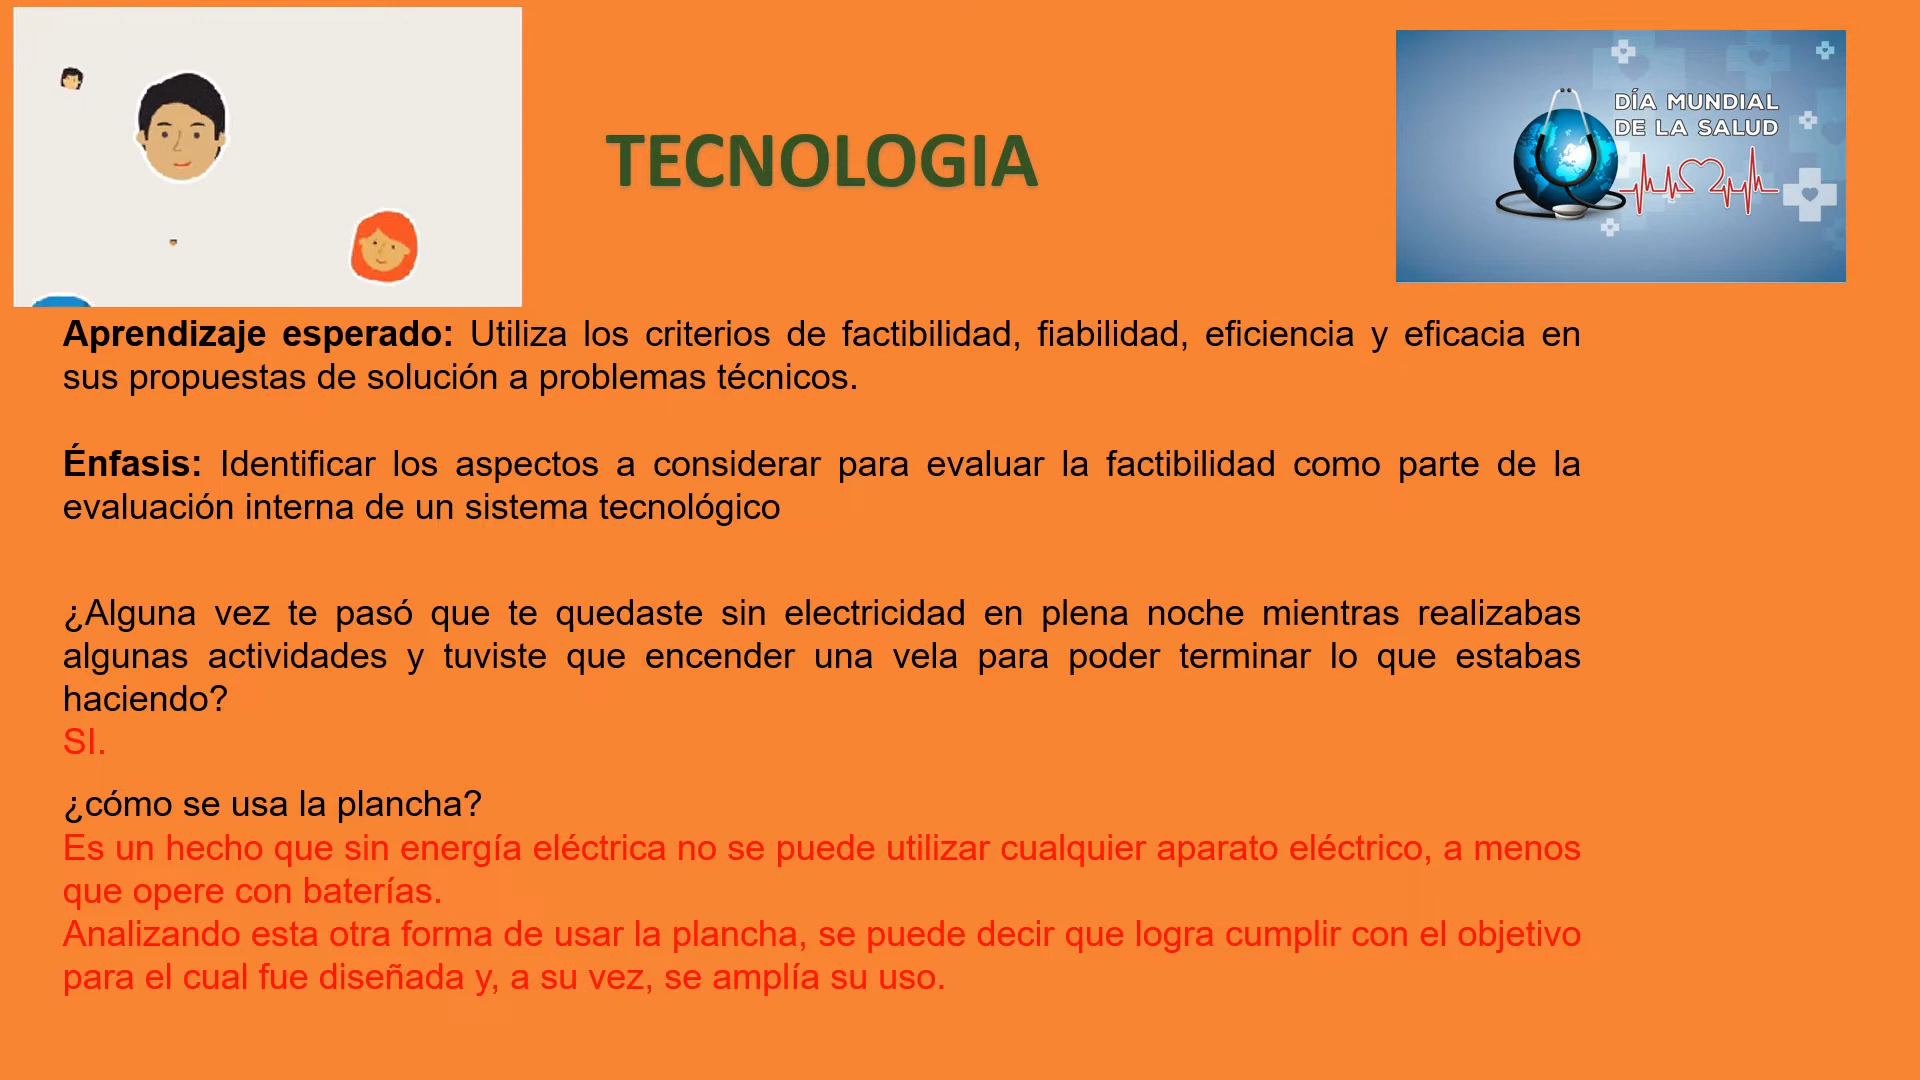 TECNOLOGIA
DÍA MUNDIAL
DE LA SALUD
Aprendizaje esperado: Utiliza los criterios de factibilidad, fiabilidad, eficiencia y eficacia en
sus propuestas de solución a problemas técnicos.
Énfasis: Identificar los aspectos a considerar para evaluar la factibilidad como parte de la
evaluación interna de un sistema tecnológico
¿Alguna vez te pasó que te quedaste sin electricidad en plena noche mientras realizabas
algunas actividades y tuviste que encender una vela para poder terminar lo que estabas
haciendo?
SI.
¿cómo se usa la plancha?
Es un hecho que sin energía eléctrica no se puede utilizar cualquier aparato eléctrico, a menos
que opere con baterías.
Analizando esta otra forma de usar la plancha, se puede decir que logra cumplir con el objetivo
para el cual fue diseñada y, a su vez, se amplía su uso.